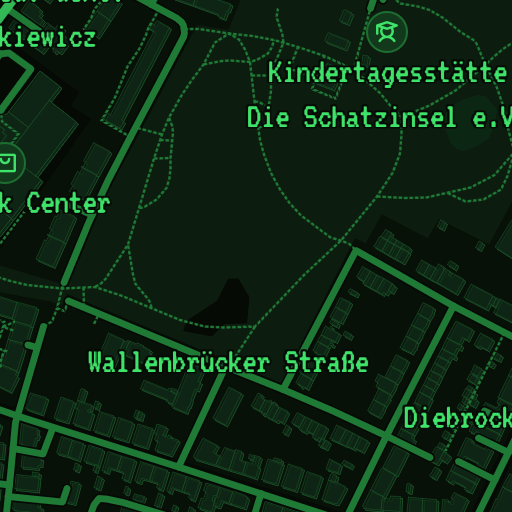 kiewicz
Kindertagesstätte
Die Schatzinsel e.V
k Center
Wallenbrücker Straße
Diebrock